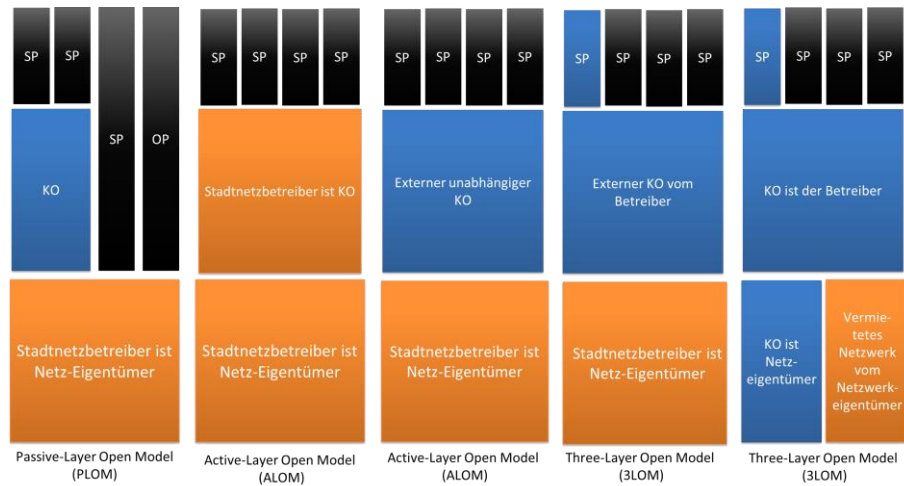 SP
SP
SP
OP
KO
Stadtnetzbetreiber ist
Netz-Eigentümer
Passive-Layer Open Model
(PLOM)
SP
SP
SP
SP
Stadtnetzbetreiber ist KO
Stadtnetzbetreiber ist
Netz-Eigentümer
Active-Layer Open Model
(ALOM)
SP
SP
SP
SP
Externer unabhängiger
KO
Stadtnetzbetreiber ist
Netz-Eigentümer
Active-Layer Open Model
(ALOM)
SP
SP
SP
SP
Externer KO vom
Betreiber
Stadtnetzbetreiber ist
Netz-Eigentümer
Three-Layer Open Model
(3LOM)
SP
SP
SP
SP
KO ist der Betreiber
KO ist
Netz-
eigentümer
Vermie-
tetes
Netzwerk
vom
Netzwerk-
eigentümer
Three-Layer Open Model
(3LOM)